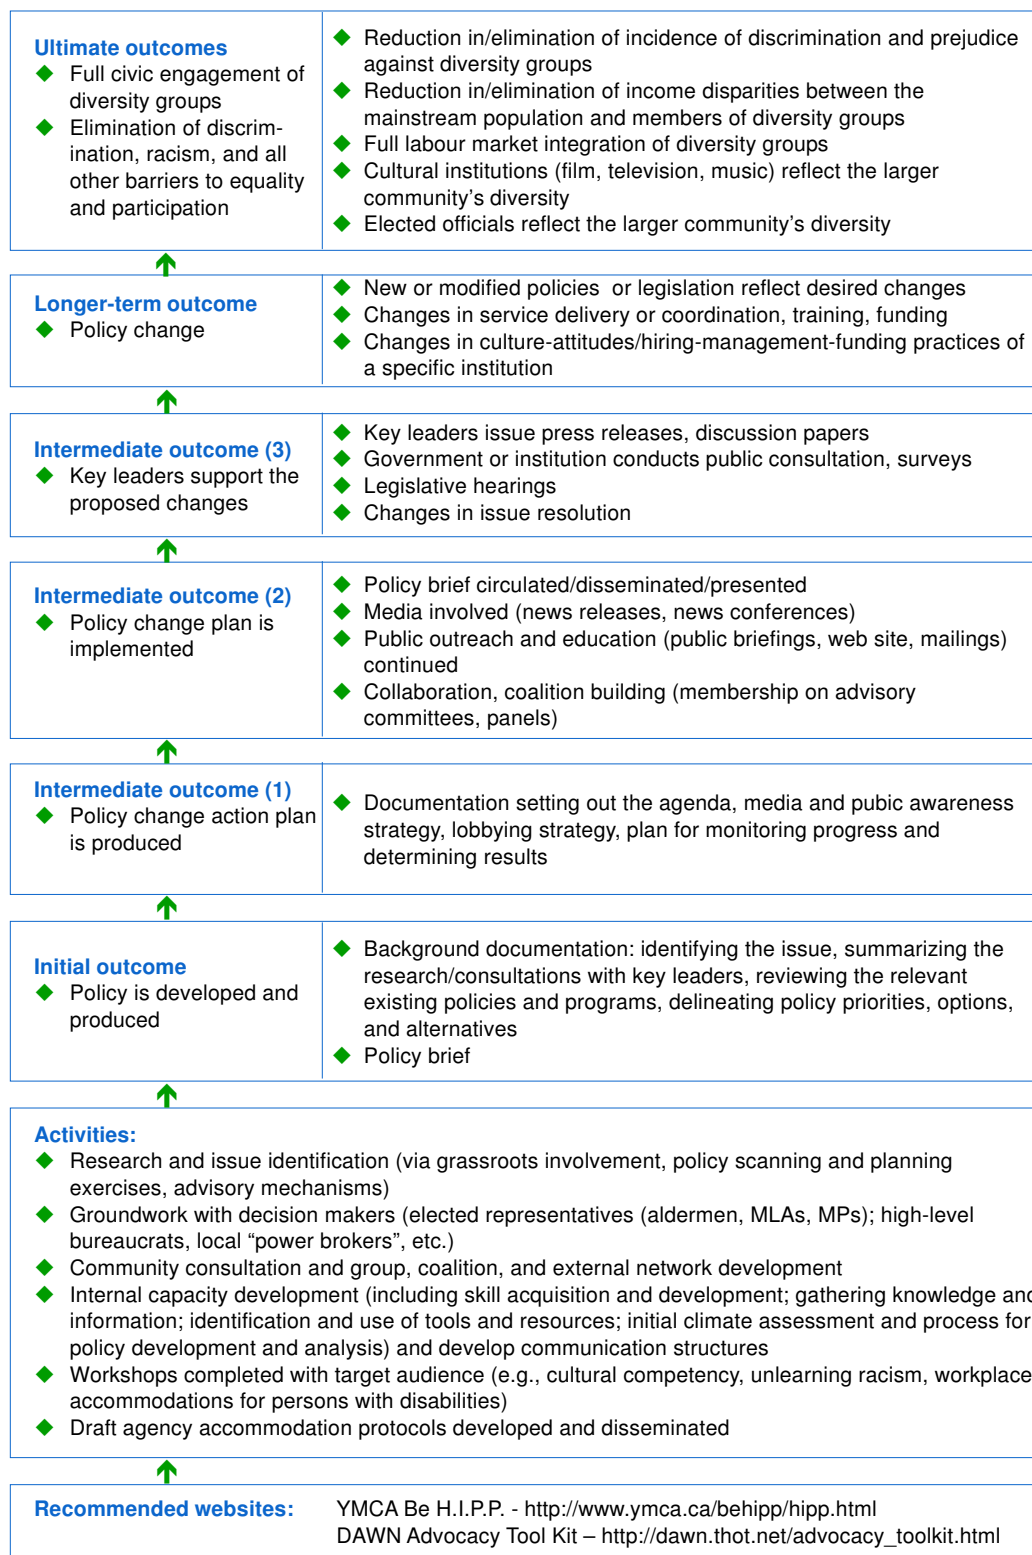 Ultimate outcomes
◆ Full civic engagement of
diversity groups
◆ Elimination of discrim-
ination, racism, and all
other barriers to equality
and participation
◆ Reduction in/elimination of incidence of discrimination and prejudice
against diversity groups
◆ Reduction in/elimination of income disparities between the
mainstream population and members of diversity groups
◆ Full labour market integration of diversity groups
◆ Cultural institutions (film, television, music) reflect the larger
community’s diversity
◆ Elected officials reflect the larger community’s diversity
Longer-term outcome
◆ Policy change
◆ New or modified policies or legislation reflect desired changes
◆ Changes in service delivery or coordination, training, funding
◆ Changes in culture-attitudes/hiring-management-funding practices of
a specific institution
Intermediate outcome (3)
◆ Key leaders support the
proposed changes
◆ Key leaders issue press releases, discussion papers
◆ Government or institution conducts public consultation, surveys
◆ Legislative hearings
◆ Changes in issue resolution
Intermediate outcome (2)
◆ Policy change plan is
implemented
◆ Policy brief circulated/disseminated/presented
◆ Media involved (news releases, news conferences)
◆ Public outreach and education (public briefings, web site, mailings)
continued
◆ Collaboration, coalition building (membership on advisory
committees, panels)
Intermediate outcome (1)
◆ Policy change action plan
is produced
◆ Documentation setting out the agenda, media and pubic awareness
strategy, lobbying strategy, plan for monitoring progress and
determining results
Initial outcome
◆ Policy is developed and
produced
◆ Background documentation: identifying the issue, summarizing the
research/consultations with key leaders, reviewing the relevant
existing policies and programs, delineating policy priorities, options,
and alternatives
◆ Policy brief
Activities:
◆ Research and issue identification (via grassroots involvement, policy scanning and planning
exercises, advisory mechanisms)
◆ Groundwork with decision makers (elected representatives (aldermen, MLAs, MPs); high-level
bureaucrats, local “power brokers”, etc.)
◆ Community consultation and group, coalition, and external network development
◆ Internal capacity development (including skill acquisition and development; gathering knowledge and
information; identification and use of tools and resources; initial climate assessment and process for
policy development and analysis) and develop communication structures
◆ Workshops completed with target audience (e.g., cultural competency, unlearning racism, workplace
accommodations for persons with disabilities)
◆ Draft agency accommodation protocols developed and disseminated
Recommended websites: YMCA Be H.I.P.P. - http://www.ymca.ca/behipp/hipp.html
DAWN Advocacy Tool Kit – http://dawn.thot.net/advocacy_toolkit.html